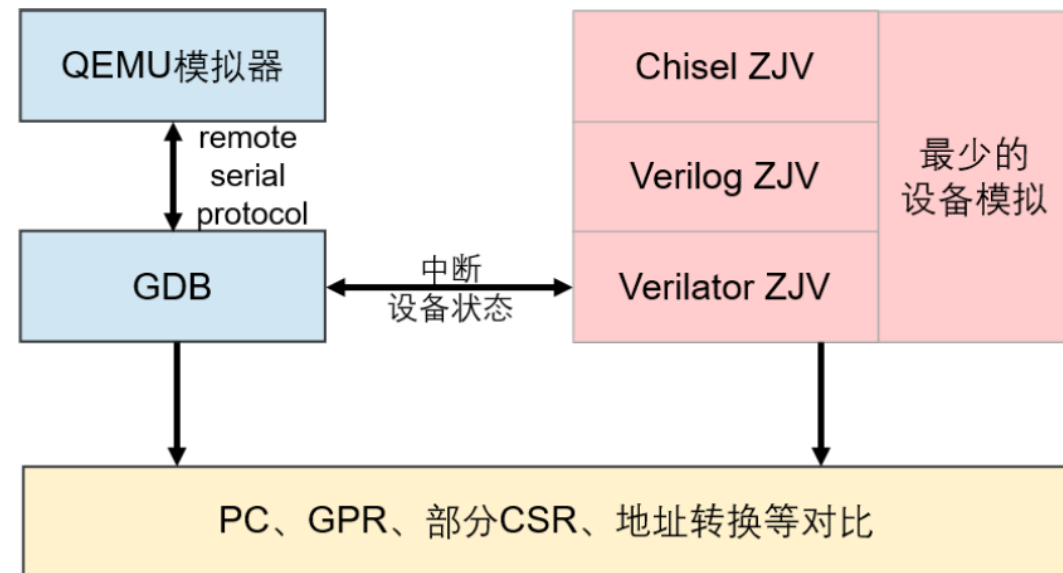 QEMU模拟器
remote
serial
protocol
GDB
中断
设备状态
Chisel ZJV
Verilog ZJV
Verilator ZJV
最少的
设备模拟
PC、GPR、部分CSR、地址转换等对比